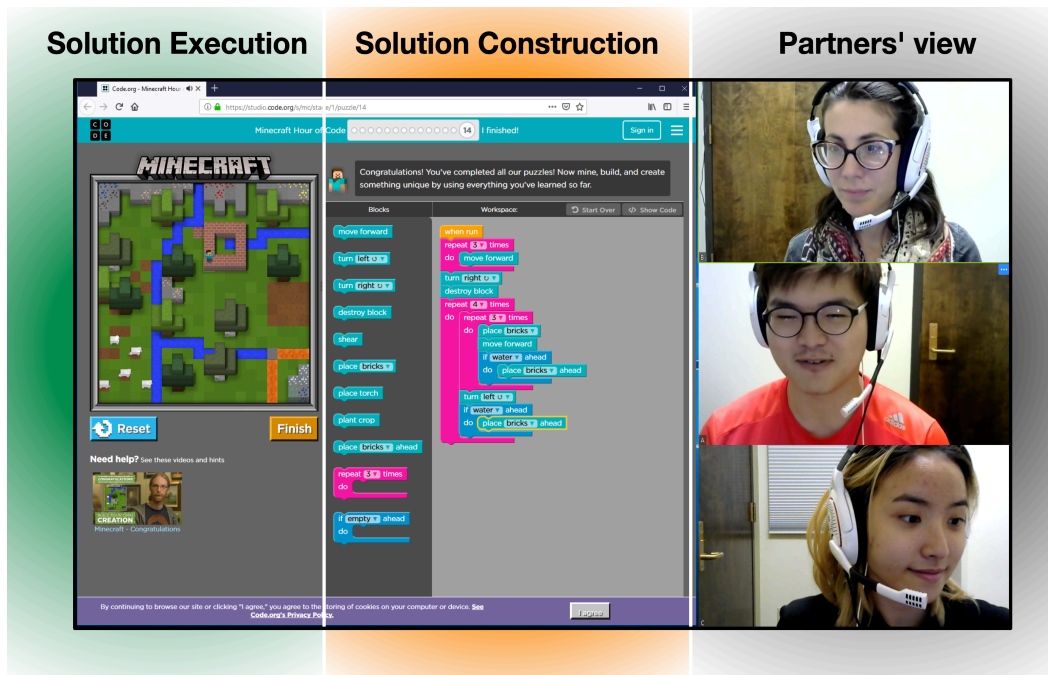 Solution Execution
Solution Construction
Partners' view
Code.org - Minecraft Hour
https://studio.code.org/s/mc/stage/1/puzzle/14
C O
D E
Minecraft Hour of Code
14
I finished!
Sign in
MINECRAFT
Congratulations! You've completed all our puzzles! Now mine, build, and create
something unique by using everything you've learned so far.
Blocks
Workspace:
Start Over
</> Show Code
move forward
turn left
turn right
destroy block
shear
place bricks
place torch
plant crop
place bricks ahead
repeat 3 times
do
if empty ahead
do
when run
repeat 3 times
do move forward
turn right
destroy block
repeat 4 times
do repeat 3 times
do place bricks
move forward
if water ahead
do place bricks ahead
turn left
if water ahead
do place bricks ahead
Reset
Finish
Need help? See these videos and hints
CONGRATULATIONS
CREATION
Minecraft - Congratulations
By continuing to browse our site or clicking "I agree," you agree to the storing of cookies on your computer or device. See
Code.org's Privacy Policy.
I agree
B
A
adidas
C